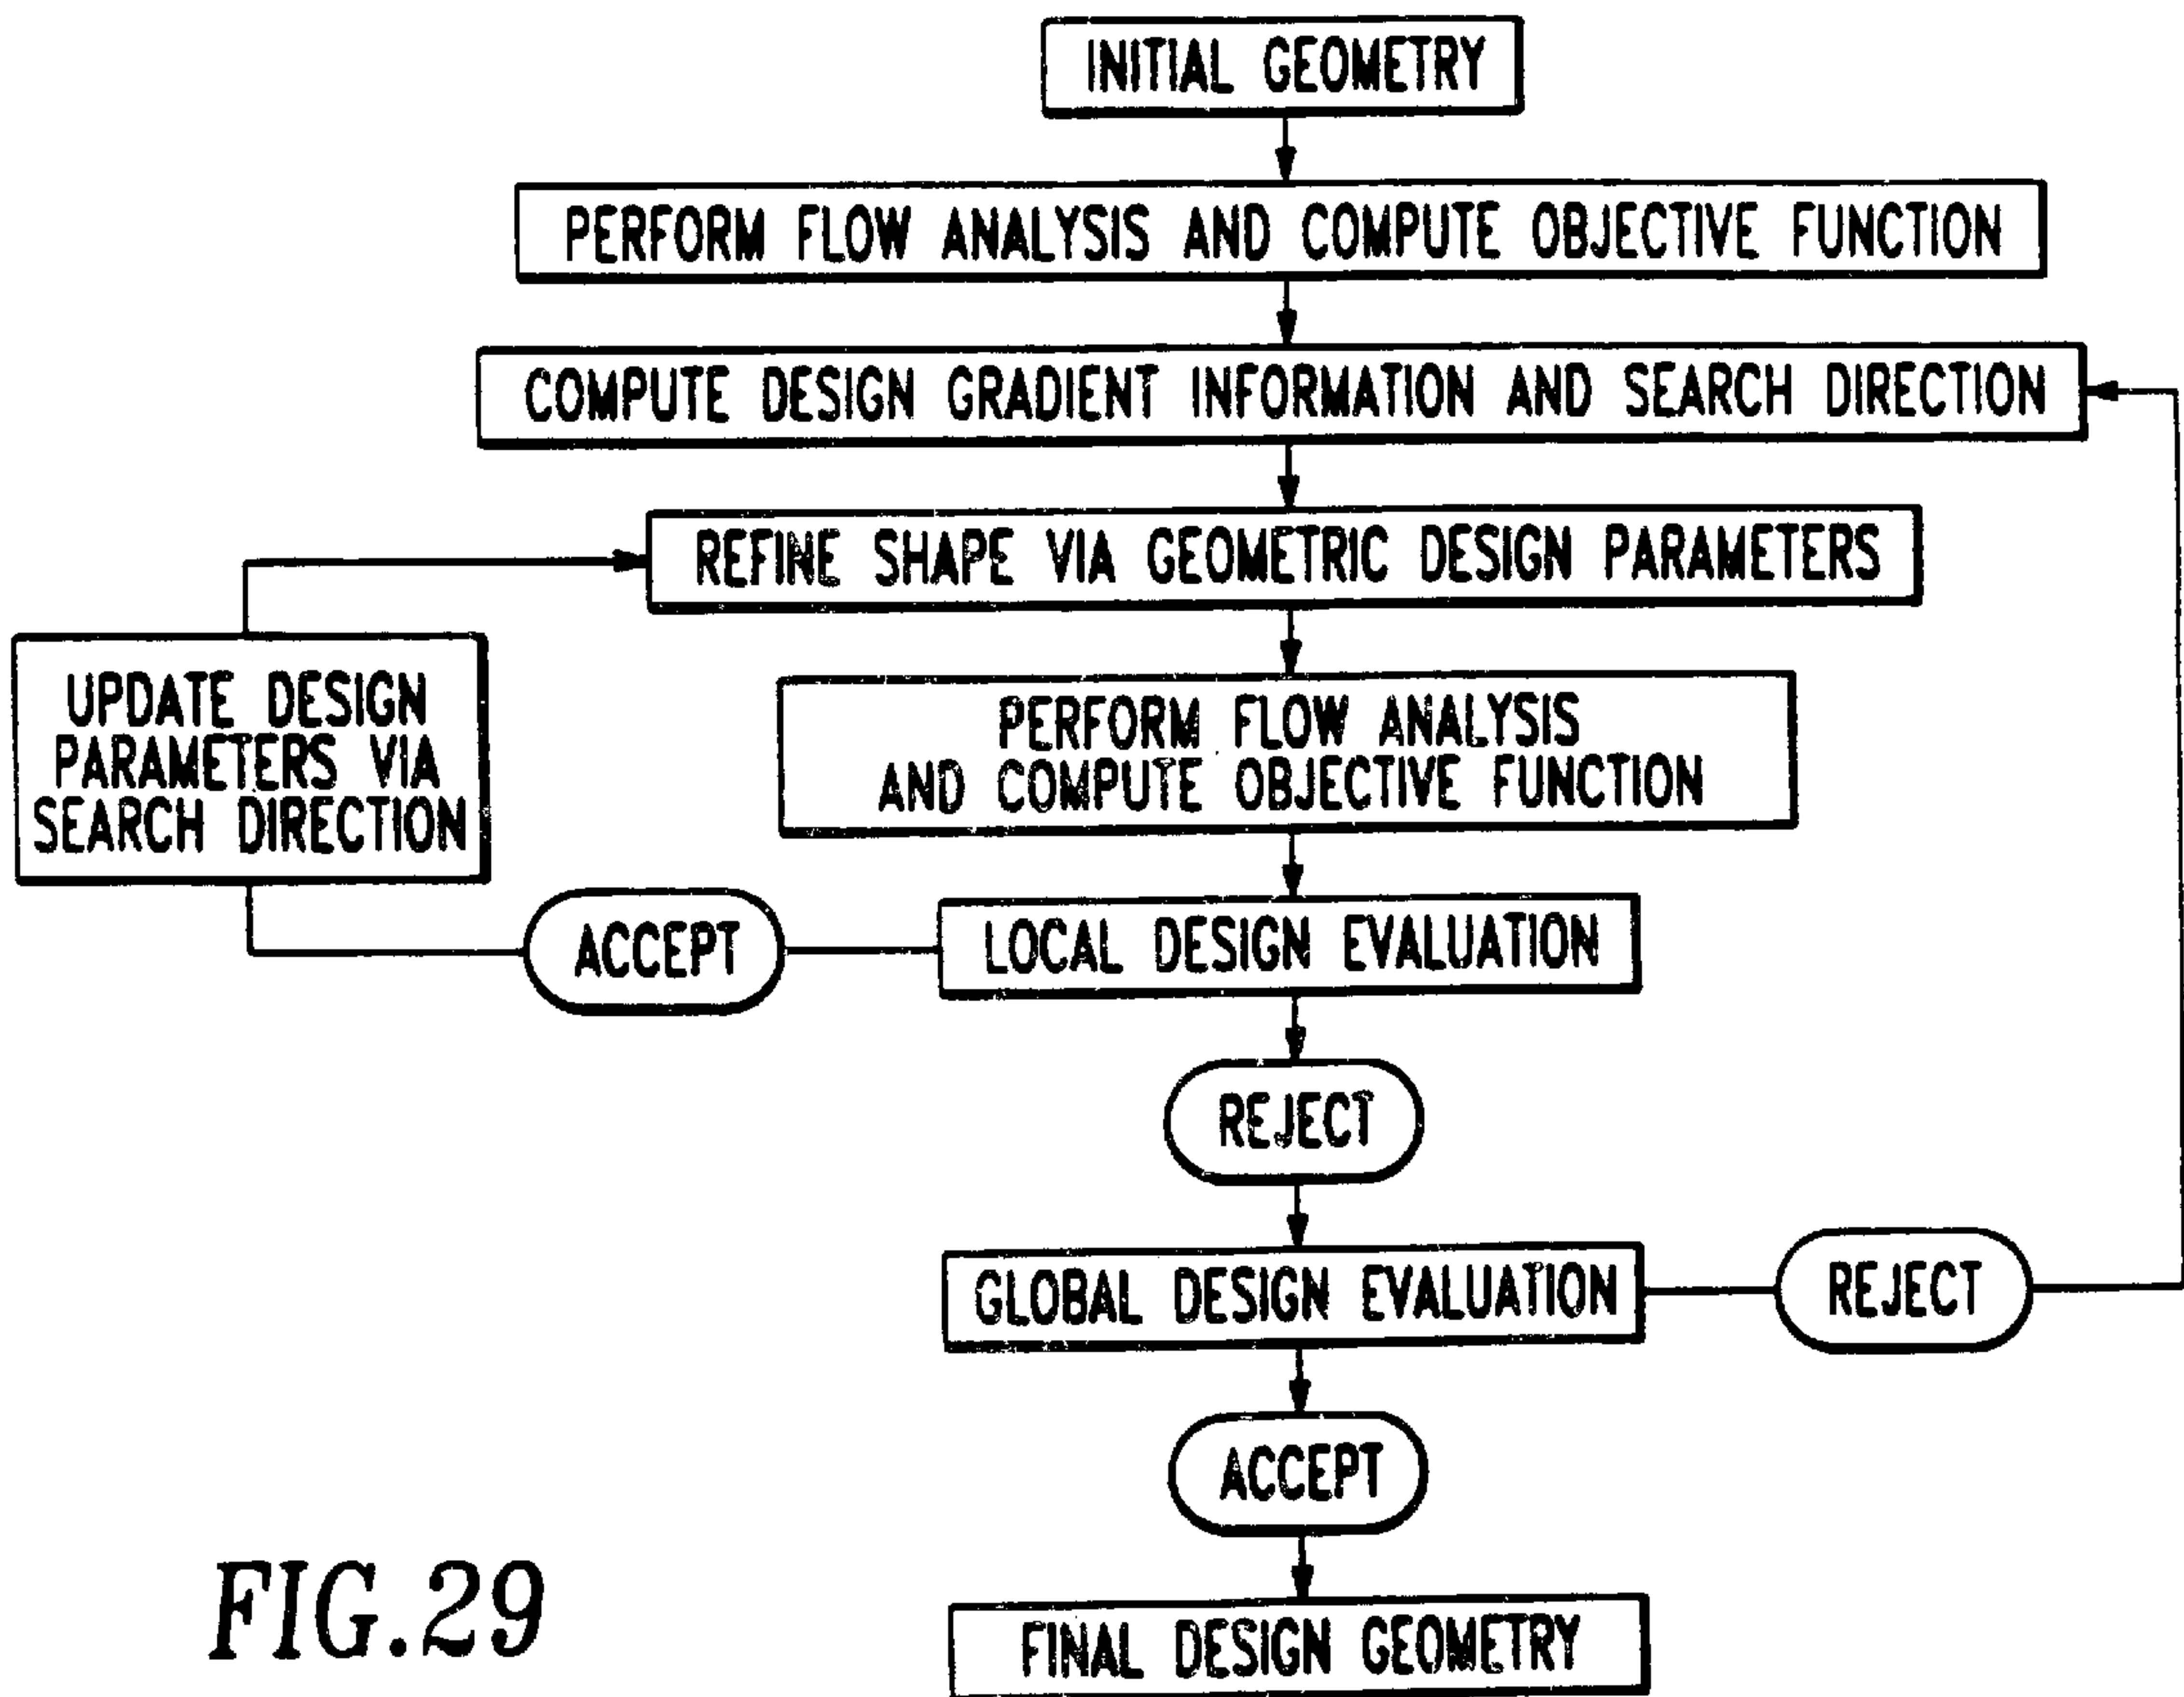 INITIAL GEOMETRY
PERFORM FLOW ANALYSIS AND COMPUTE OBJECTIVE FUNCTION
COMPUTE DESIGN GRADIENT INFORMATION AND SEARCH DIRECTION
REFINE SHAPE VIA GEOMETRIC DESIGN PARAMETERS
UPDATE DESIGN
PARAMETERS VIA
SEARCH DIRECTION
PERFORM FLOW ANALYSIS
AND COMPUTE OBJECTIVE FUNCTION
ACCEPT
LOCAL DESIGN EVALUATION
REJECT
GLOBAL DESIGN EVALUATION
REJECT
ACCEPT
FINAL DESIGN GEOMETRY
FIG.29